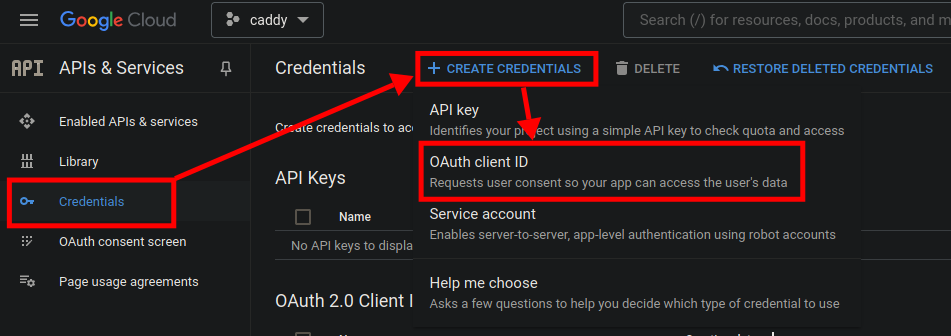 Google Cloud
caddy
Search (/) for resources, docs, products, and m
API
APIs & Services
Credentials
+ CREATE CREDENTIALS
DELETE
RESTORE DELETED CREDENTIALS
Enabled APIs & services
Library
Credentials
OAuth consent screen
Page usage agreements
Create credentials to ac
API key
Identifies your project using a simple API key to check quota and access
OAuth client ID
Requests user consent so your app can access the user's data
Service account
Enables server-to-server, app-level authentication using robot accounts
Help me choose
Asks a few questions to help you decide which type of credential to use
API Keys
Name
No API keys to displa
OAuth 2.0 Client I